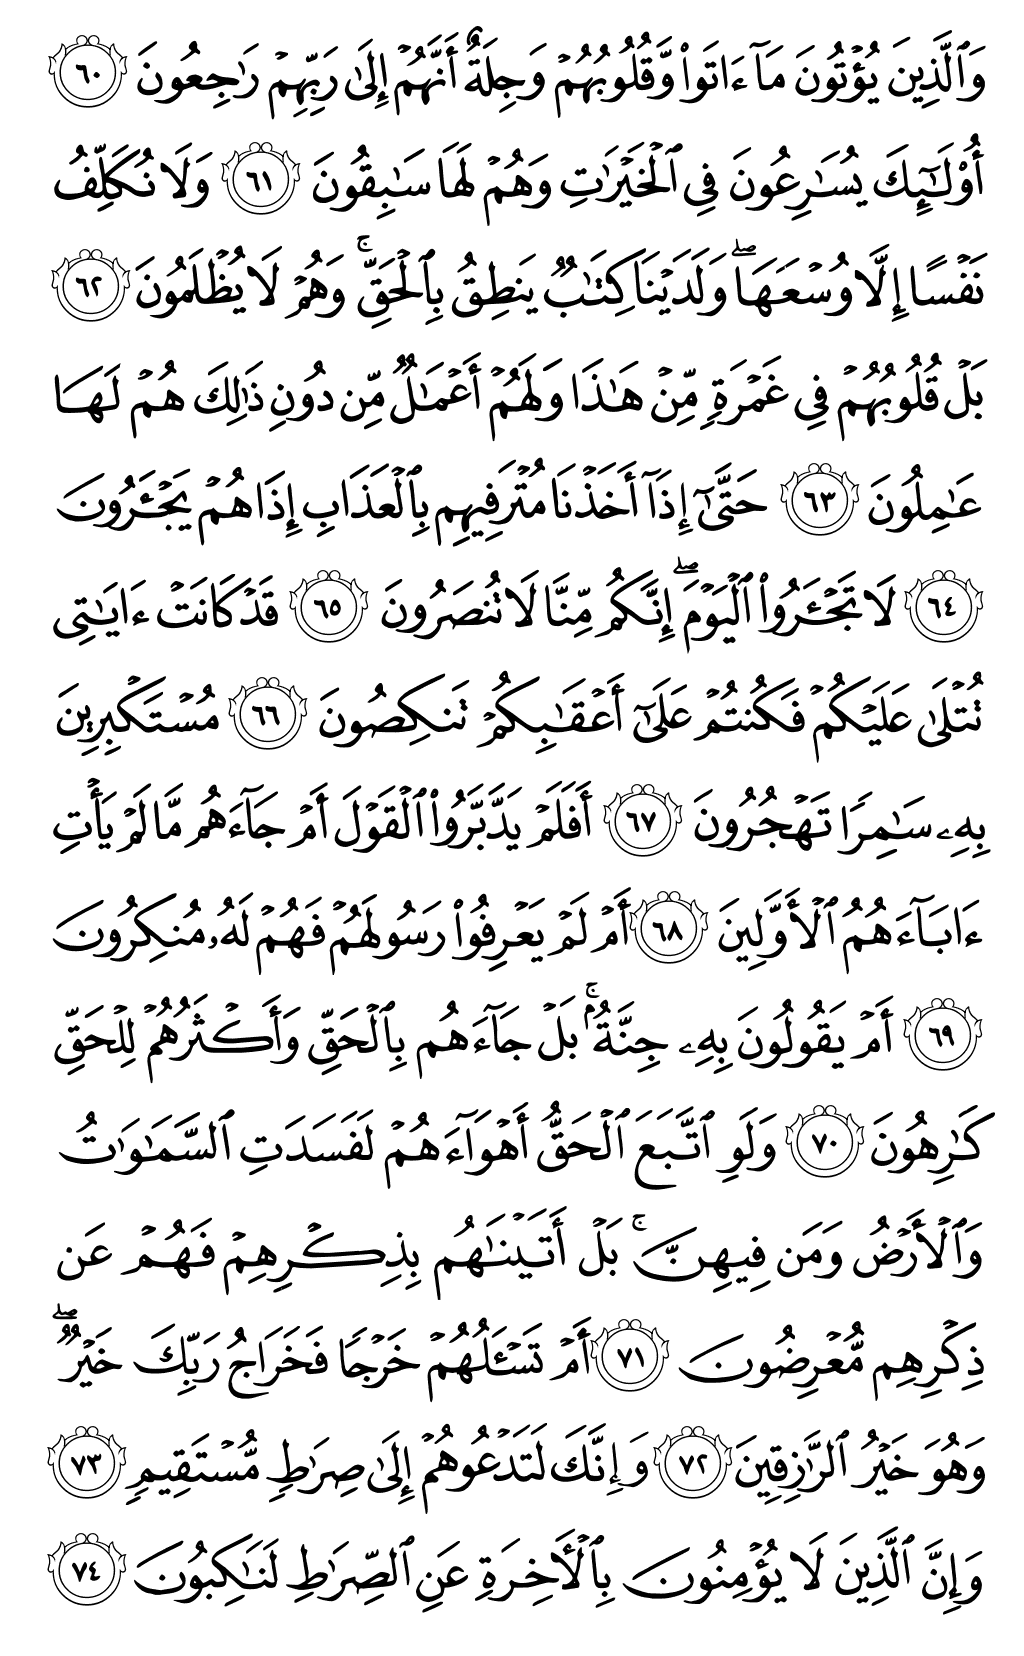 وَٱلَّذِينَ يُؤۡتُونَ مَآ ءَاتَواْ وَّقُلُوبُهُمۡ وَجِلَةٌ أَنَّهُمۡ إِلَىٰ رَبِّهِمۡ رَٰجِعُونَ ٦٠
أُوْلَـٰٓئِكَ يُسَٰرِعُونَ فِي ٱلۡخَيۡرَٰتِ وَهُمۡ لَهَا سَٰبِقُونَ ٦١ وَلَا نُكَلِّفُ
نَفۡسًا إِلَّا وُسۡعَهَاۖ وَلَدَيۡنَا كِتَٰبٞ يَنطِقُ بِٱلۡحَقِّۚ وَهُمۡ لَا يُظۡلَمُونَ ٦٢
بَلۡ قُلُوبُهُمۡ فِي غَمۡرَةٖ مِّنۡ هَٰذَا وَلَهُمۡ أَعۡمَٰلٞ مِّن دُونِ ذَٰلِكَ هُمۡ لَهَا
عَٰمِلُونَ ٦٣ حَتَّىٰٓ إِذَآ أَخَذۡنَا مُتۡرَفِيهِم بِٱلۡعَذَابِ إِذَا هُمۡ يَجۡـَٔرُونَ
٦٤ لَا تَجۡـَٔرُواْ ٱلۡيَوۡمَۖ إِنَّكُم مِّنَّا لَا تُنصَرُونَ ٦٥ قَدۡ كَانَتۡ ءَايَٰتِي
تُتۡلَىٰ عَلَيۡكُمۡ فَكُنتُمۡ عَلَىٰٓ أَعۡقَٰبِكُمۡ تَنكِصُونَ ٦٦ مُسۡتَكۡبِرِينَ
بِهِۦ سَٰمِرٗا تَهۡجُرُونَ ٦٧ أَفَلَمۡ يَدَّبَّرُواْ ٱلۡقَوۡلَ أَمۡ جَآءَهُم مَّا لَمۡ يَأۡتِ
ءَابَآءَهُمُ ٱلۡأَوَّلِينَ ٦٨ أَمۡ لَمۡ يَعۡرِفُواْ رَسُولَهُمۡ فَهُمۡ لَهُۥ مُنكِرُونَ
٦٩ أَمۡ يَقُولُونَ بِهِۦ جِنَّةُۢۚ بَلۡ جَآءَهُم بِٱلۡحَقِّ وَأَكۡثَرُهُمۡ لِلۡحَقِّ
كَٰرِهُونَ ٧٠ وَلَوِ ٱتَّبَعَ ٱلۡحَقُّ أَهۡوَآءَهُمۡ لَفَسَدَتِ ٱلسَّمَٰوَٰتُ
وَٱلۡأَرۡضُ وَمَن فِيهِنَّۚ بَلۡ أَتَيۡنَٰهُم بِذِكۡرِهِمۡ فَهُمۡ عَن
ذِكۡرِهِم مُّعۡرِضُونَ ٧١ أَمۡ تَسۡـَٔلُهُمۡ خَرۡجٗا فَخَرَاجُ رَبِّكَ خَيۡرٞۖ
وَهُوَ خَيۡرُ ٱلرَّٰزِقِينَ ٧٢ وَإِنَّكَ لَتَدۡعُوهُمۡ إِلَىٰ صِرَٰطٖ مُّسۡتَقِيمٖ ٧٣
وَإِنَّ ٱلَّذِينَ لَا يُؤۡمِنُونَ بِٱلۡأٓخِرَةِ عَنِ ٱلصِّرَٰطِ لَنَٰكِبُونَ ٧٤